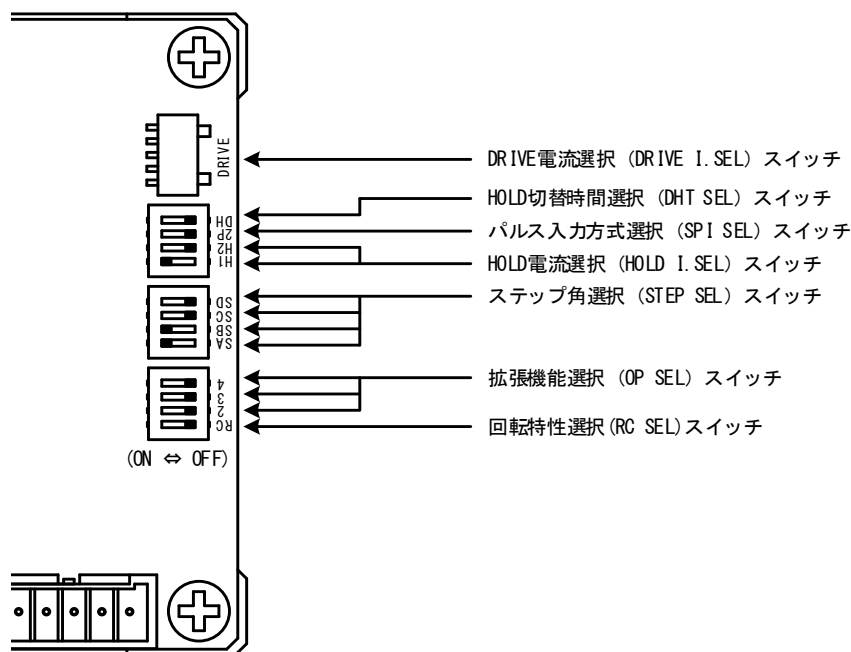 DRIVE
DRIVE電流選択（DRIVE I.SEL）スイッチ
DH
HOLD切替時間選択（DHT SEL）スイッチ
2P
パルス入力方式選択（SPI SEL）スイッチ
H2
H1
HOLD電流選択（HOLD I.SEL）スイッチ
SD
ステップ角選択（STEP SEL）スイッチ
SC
SB
SA
4
拡張機能選択（OP SEL）スイッチ
3
2
RC
回転特性選択(RC SEL)スイッチ
(ON ⇔ OFF)